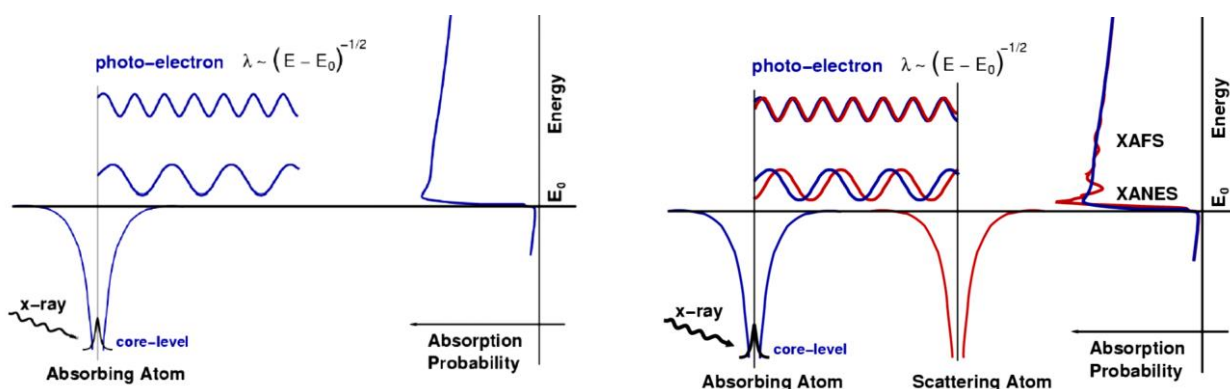 photo−electron λ ~ (E − E₀)^−1/2
Energy
E₀
x−ray
core−level
Absorbing Atom
Absorption
Probability
photo−electron λ ~ (E − E₀)^−1/2
Energy
XAFS
XANES
E₀
x−ray
core−level
Absorbing Atom
Scattering Atom
Absorption
Probability